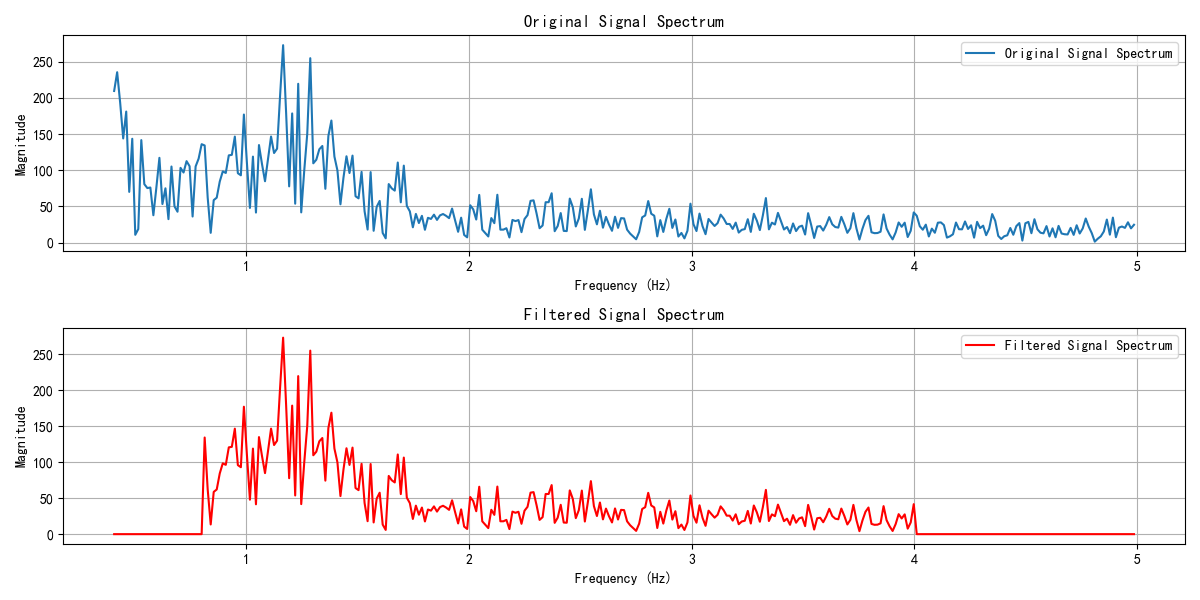 Original Signal Spectrum
Original Signal Spectrum
250
200
150
100
50
0
Magnitude
1
2
3
4
5
Frequency (Hz)
Filtered Signal Spectrum
Filtered Signal Spectrum
250
200
150
100
50
0
Magnitude
1
2
3
4
5
Frequency (Hz)